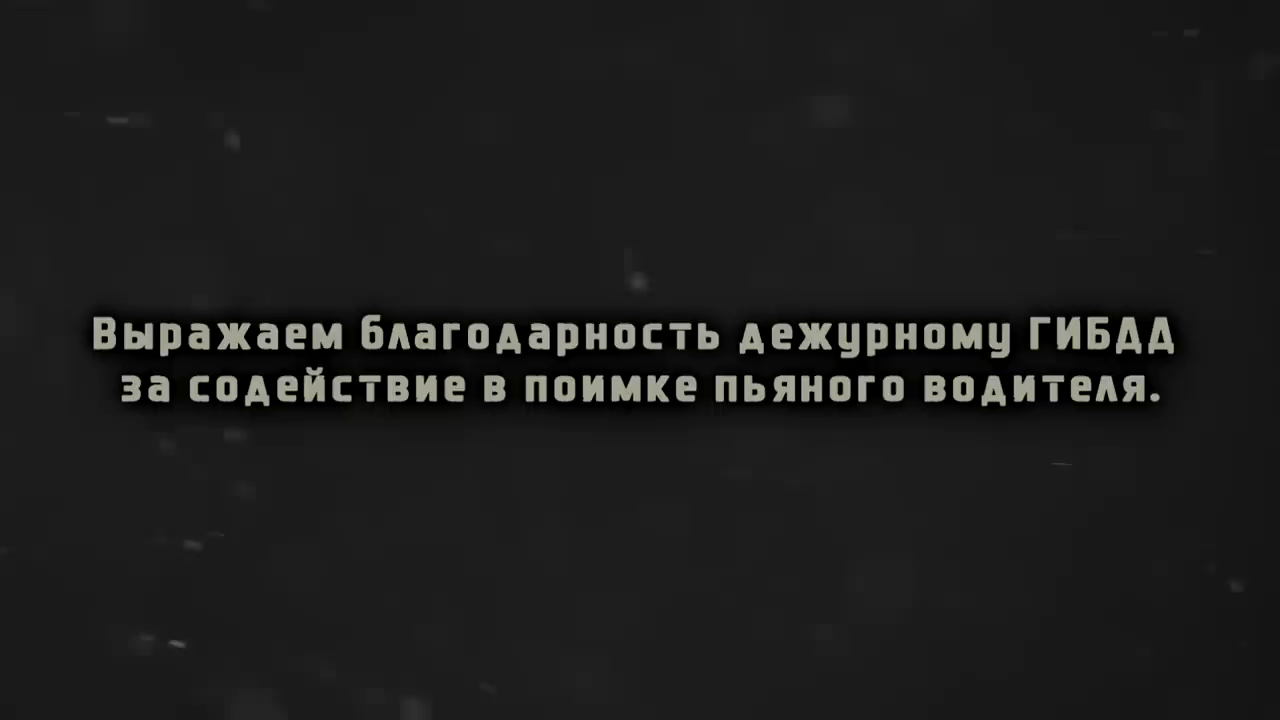 Выражаем благодарность дежурному ГИБДД
за содействие в поимке пьяного водителя.